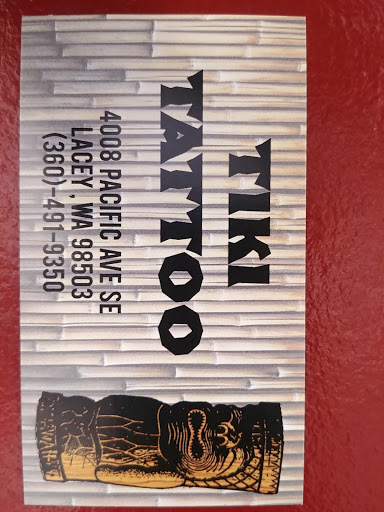 TIKI
TATTOO
4008 PACIFIC AVE SE
LACEY , WA 98503
(360)-491-9350